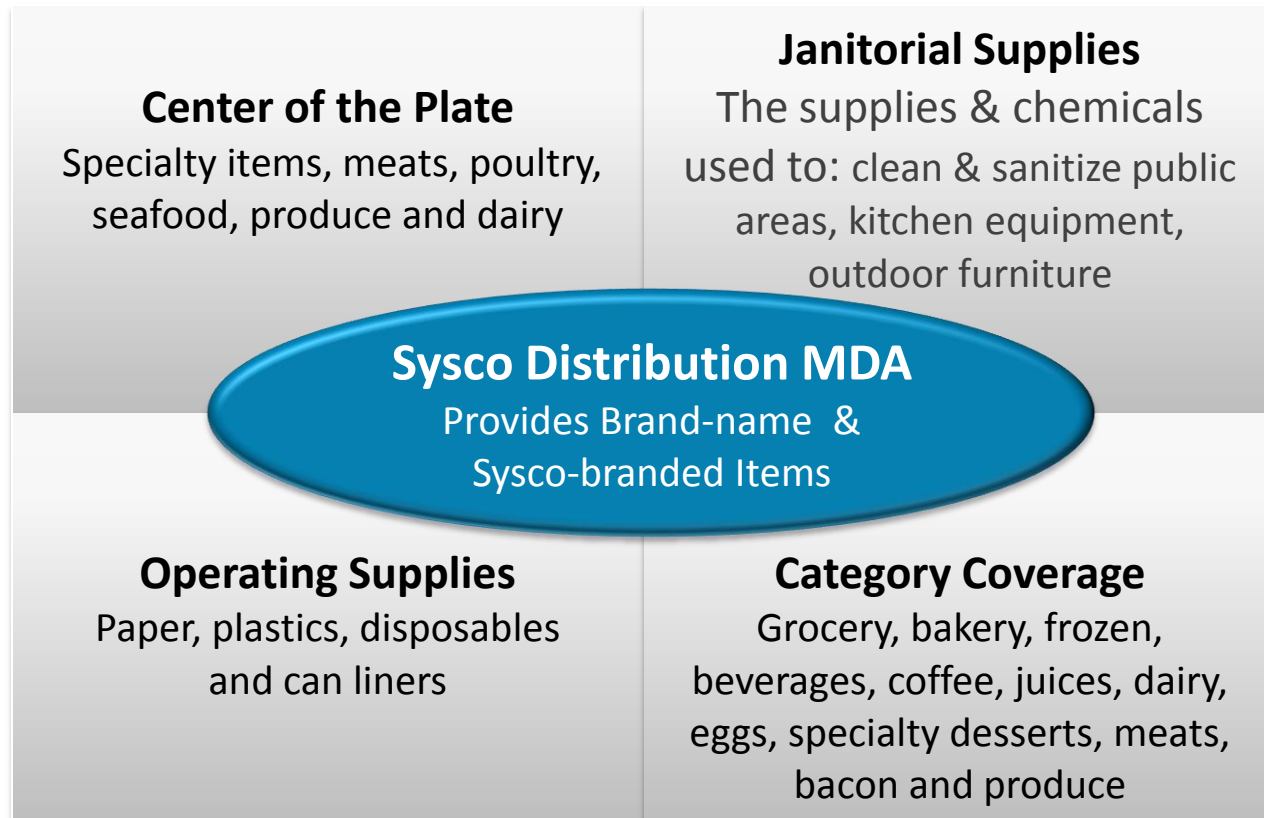 Center of the Plate
Specialty items, meats, poultry,
seafood, produce and dairy
Janitorial Supplies
The supplies & chemicals
used to: clean & sanitize public
areas, kitchen equipment,
outdoor furniture
Sysco Distribution MDA
Provides Brand-name  &
Sysco-branded Items
Operating Supplies
Paper, plastics, disposables
and can liners
Category Coverage
Grocery, bakery, frozen,
beverages, coffee, juices, dairy,
eggs, specialty desserts, meats,
bacon and produce